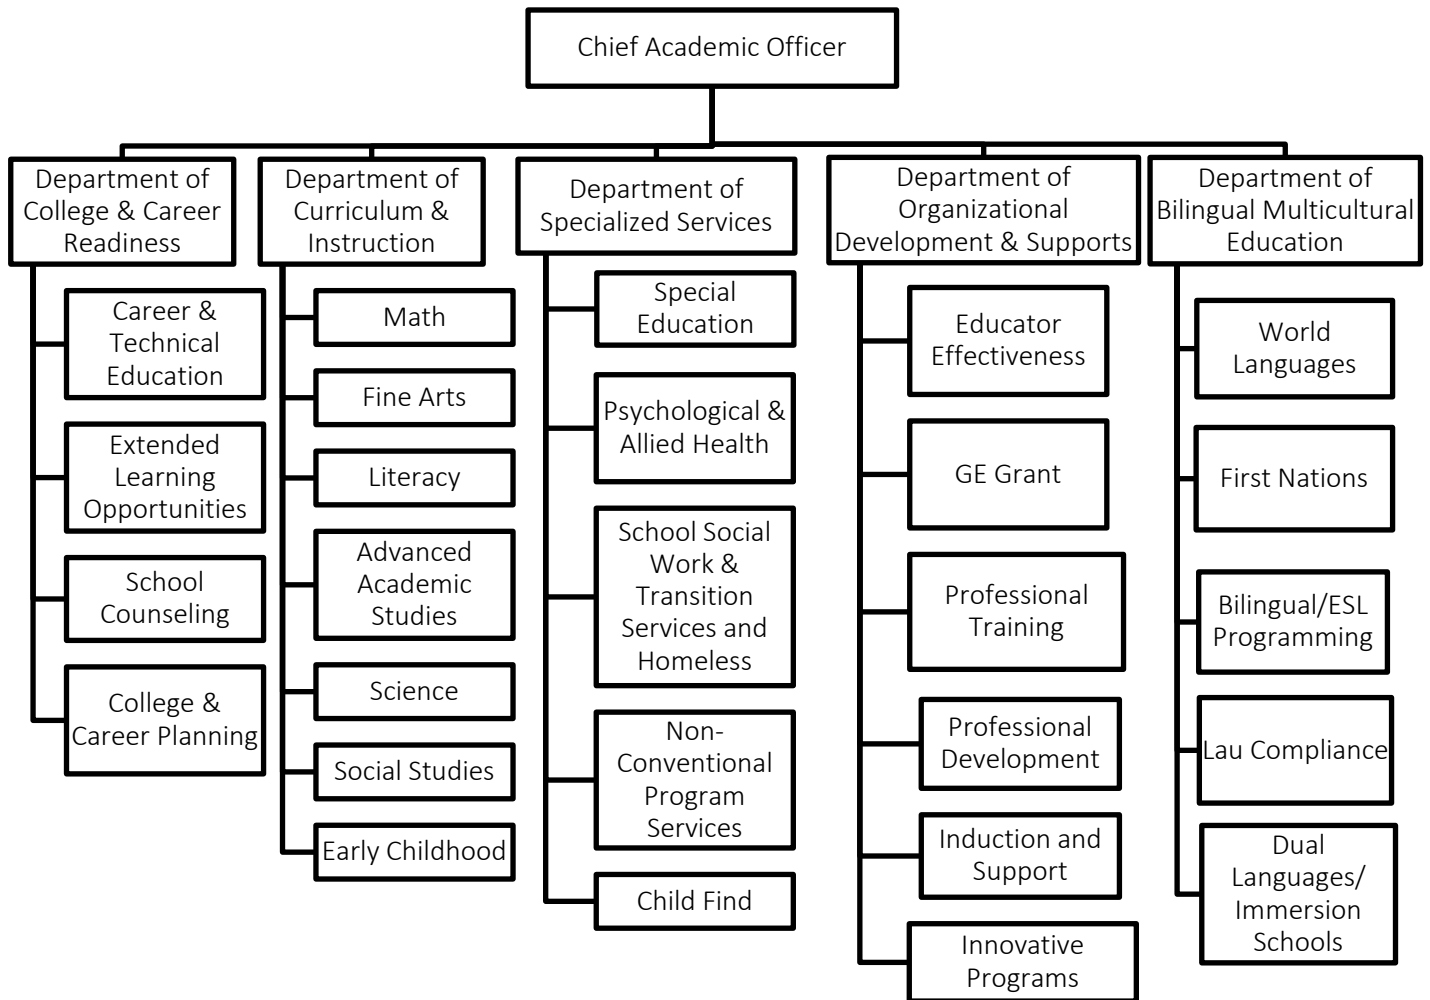 Chief Academic Officer
Department of
College & Career
Readiness
Career &
Technical
Education
Extended
Learning
Opportunities
School
Counseling
College &
Career Planning
Department of
Curriculum &
Instruction
Math
Fine Arts
Literacy
Advanced
Academic
Studies
Science
Social Studies
Early Childhood
Department of
Specialized Services
Special
Education
Psychological &
Allied Health
School Social
Work &
Transition
Services and
Homeless
Non-
Conventional
Program
Services
Child Find
Department of
Organizational
Development & Supports
Educator
Effectiveness
GE Grant
Professional
Training
Professional
Development
Induction and
Support
Innovative
Programs
Department of
Bilingual Multicultural
Education
World
Languages
First Nations
Bilingual/ESL
Programming
Lau Compliance
Dual
Languages/
Immersion
Schools